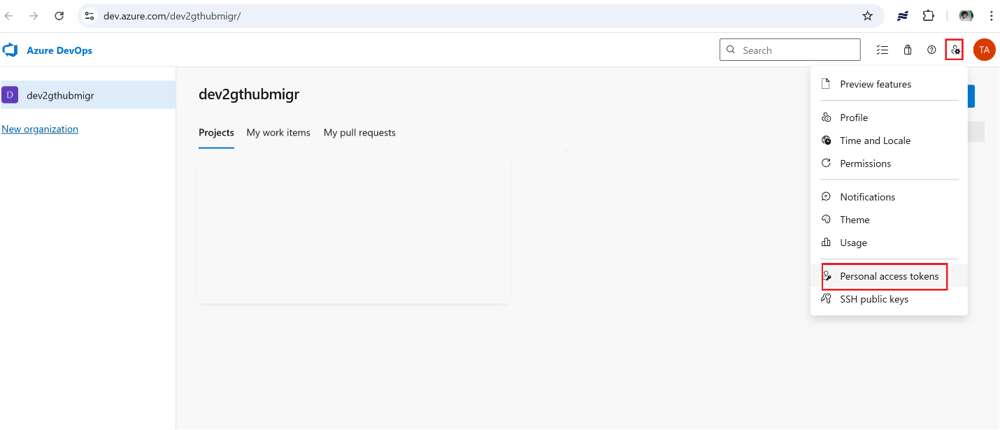 dev.azure.com/dev2gthubmigr/
Azure DevOps
Search
TA
D
dev2gthubmigr
New organization
dev2gthubmigr
Projects
My work items
My pull requests
Preview features
Profile
Time and Locale
Permissions
Notifications
Theme
Usage
Personal access tokens
SSH public keys